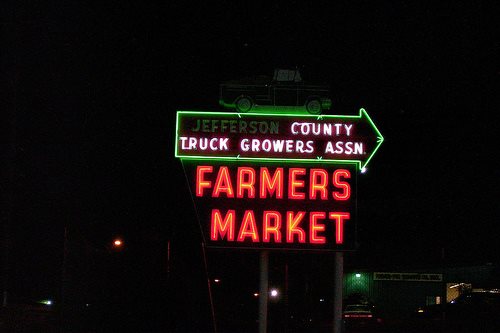 JEFFERSON COUNTY
TRUCK GROWERS ASSN.
FARMERS
MARKET